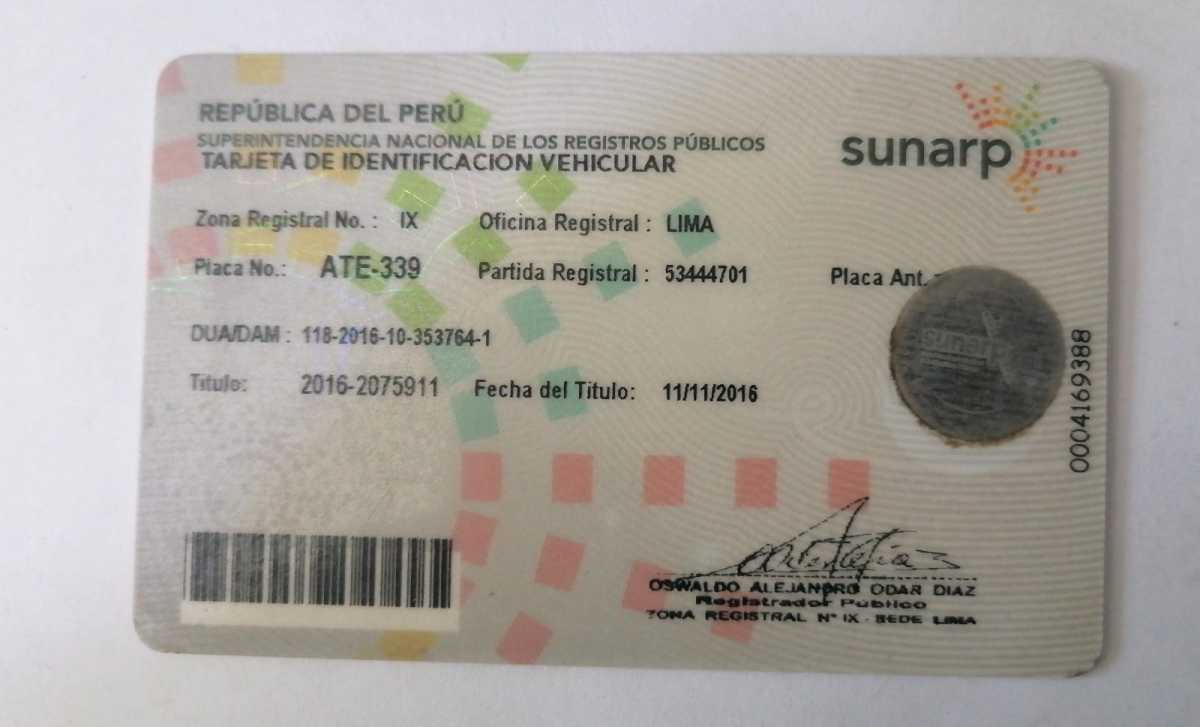 REPÚBLICA DEL PERÚ
SUPERINTENDENCIA NACIONAL DE LOS REGISTROS PÚBLICOS
TARJETA DE IDENTIFICACION VEHICULAR
sunarp
Zona Registral No. : IX Oficina Registral : LIMA
Placa No.: ATE-339 Partida Registral : 53444701 Placa Ant.
DUA/DAM : 118-2016-10-353764-1
Título: 2016-2075911 Fecha del Título: 11/11/2016
sunarp
0004169388
OSWALDO ALEJANDRO ODAR DIAZ
Registrador Público
ZONA REGISTRAL N° IX - SEDE LIMA